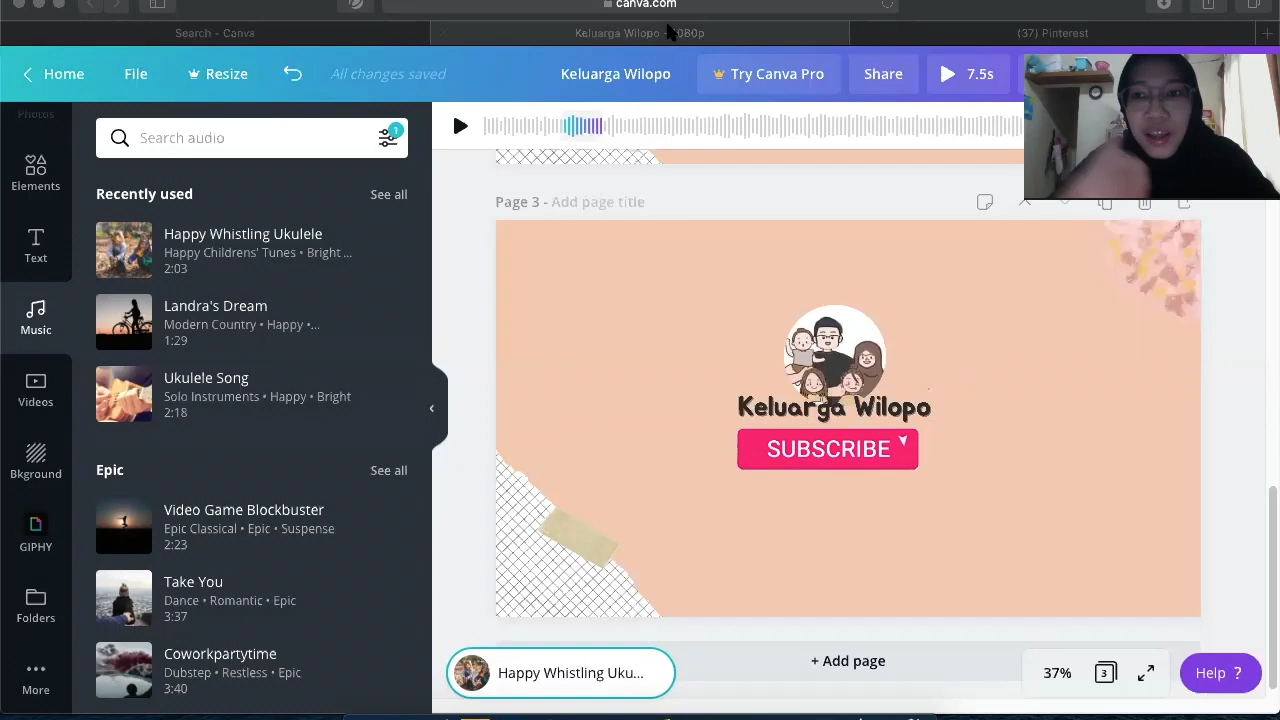 canva.com
Search - Canva
Keluarga Wilopo
080p
(37) Pinterest
Home
File
Resize
All changes saved
Keluarga Wilopo
Try Canva Pro
Share
7.5s
Photos
Elements
Text
Music
Videos
Bkground
GIPHY
Folders
More
Search audio
1
Recently used
See all
Happy Whistling Ukulele
Happy Childrens' Tunes • Bright ...
2:03
Landra's Dream
Modern Country • Happy •...
1:29
Ukulele Song
Solo Instruments • Happy • Bright
2:18
Epic
See all
Video Game Blockbuster
Epic Classical • Epic • Suspense
2:23
Take You
Dance • Romantic • Epic
3:37
Coworkpartytime
Dubstep • Restless • Epic
3:40
Page 3 - Add page title
Keluarga Wilopo
SUBSCRIBE
Happy Whistling Uku...
+ Add page
37%
3
Help ?